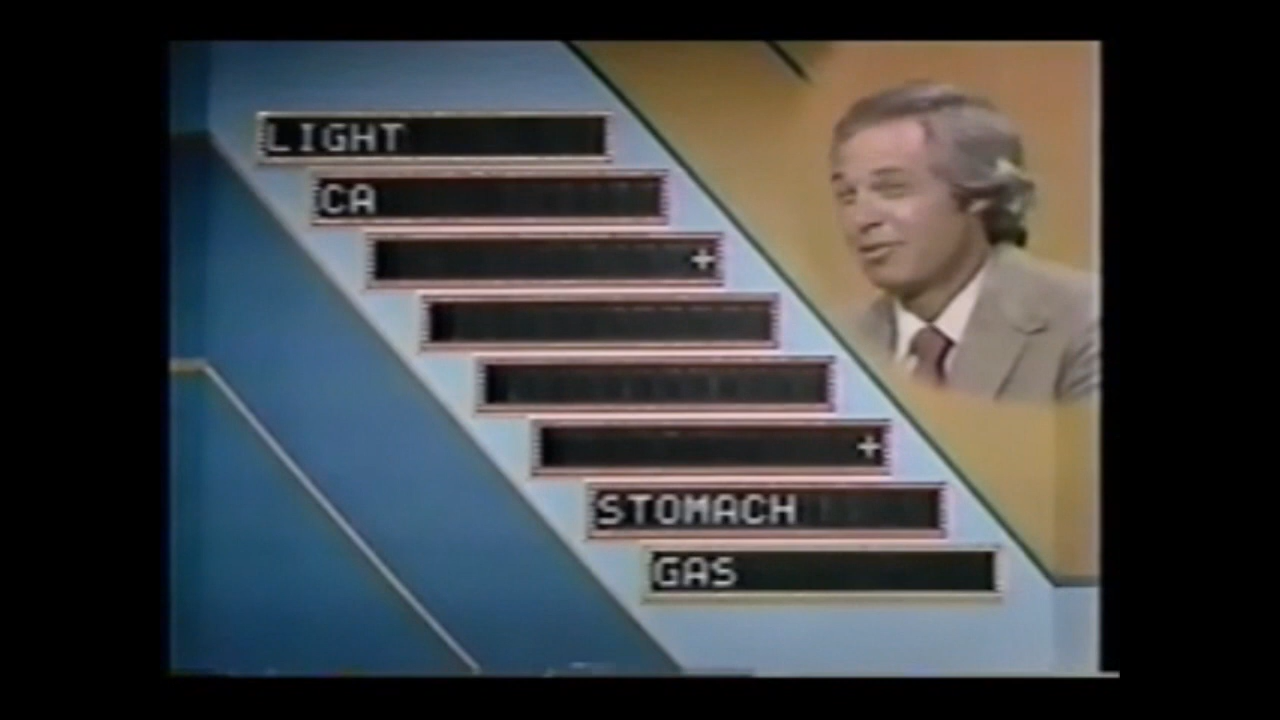 LIGHT
CA
+
+
STOMACH
GAS